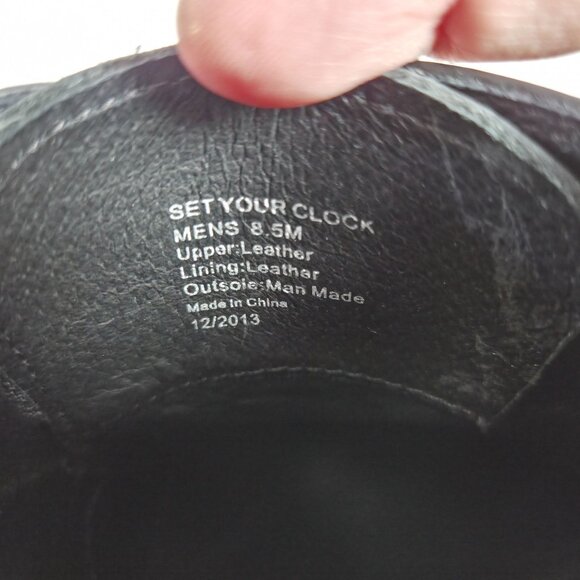 SET YOUR CLOCK
MENS 8.5M
Upper:Leather
Lining:Leather
Outsole:Man Made
Made in China
12/2013